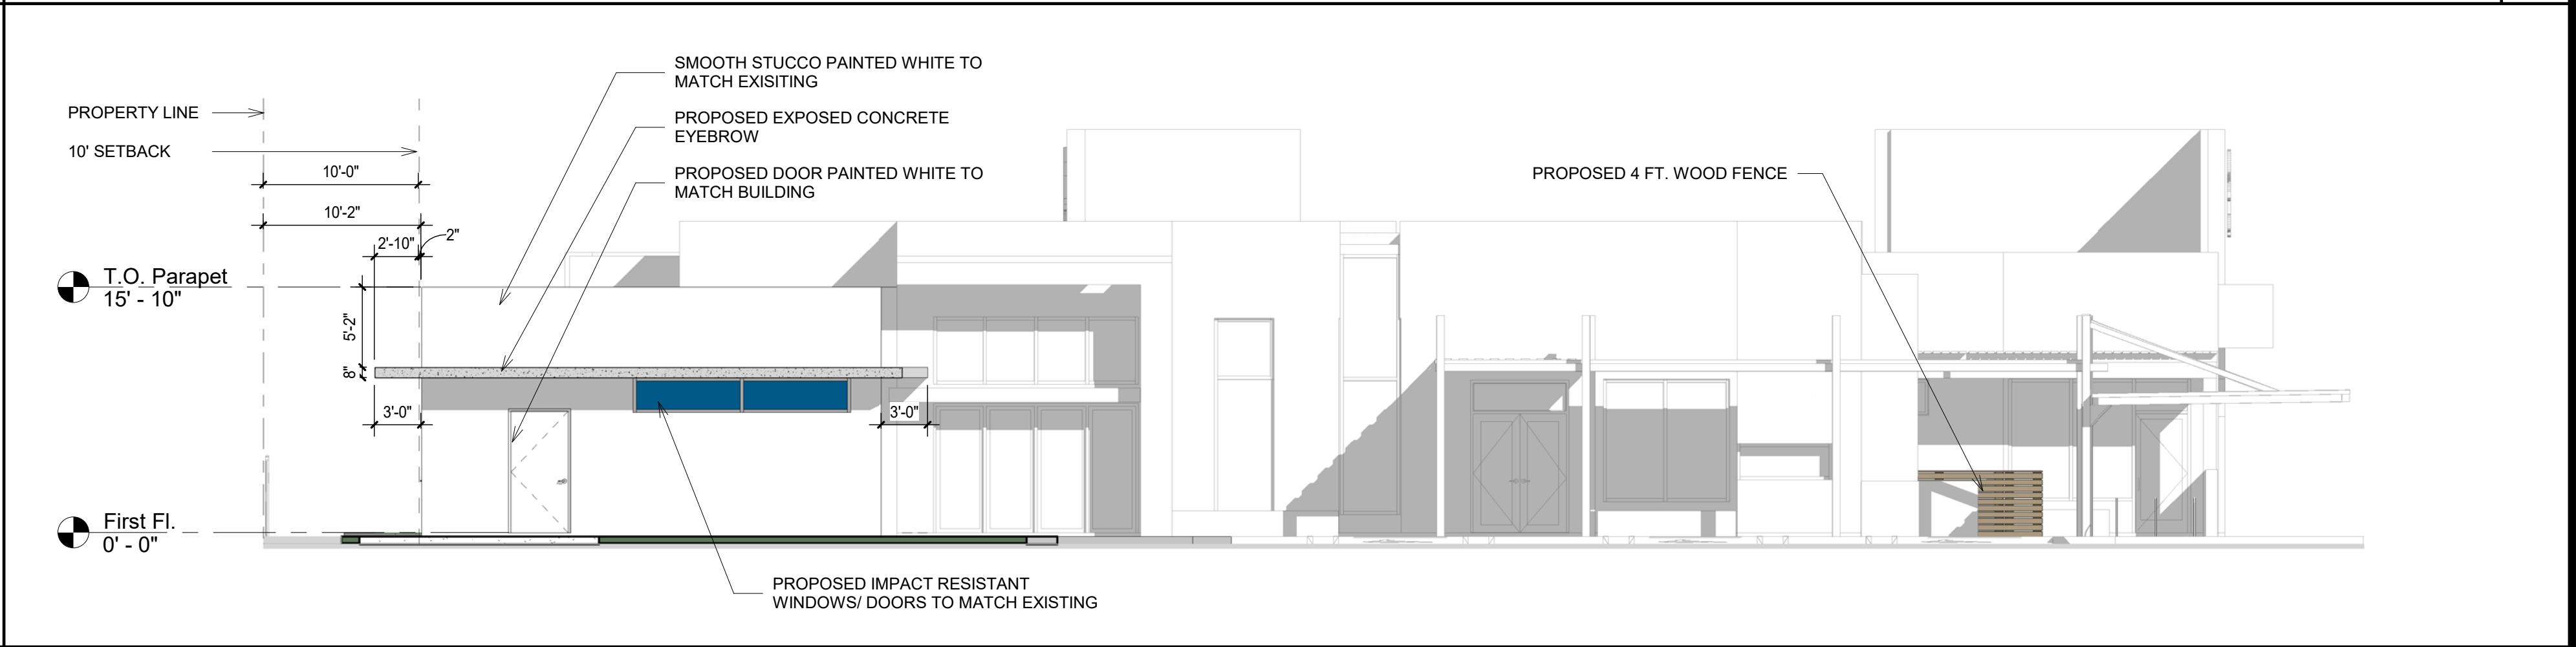 SMOOTH STUCCO PAINTED WHITE TO
MATCH EXISITING
PROPERTY LINE
PROPOSED EXPOSED CONCRETE
EYEBROW
10' SETBACK
10'-0"
PROPOSED DOOR PAINTED WHITE TO
MATCH BUILDING
PROPOSED 4 FT. WOOD FENCE
10'-2"
2'-10"
2"
T.O. Parapet
15' - 10"
5'-2"
8"
3'-0"
3'-0"
First Fl.
0' - 0"
PROPOSED IMPACT RESISTANT
WINDOWS/ DOORS TO MATCH EXISTING